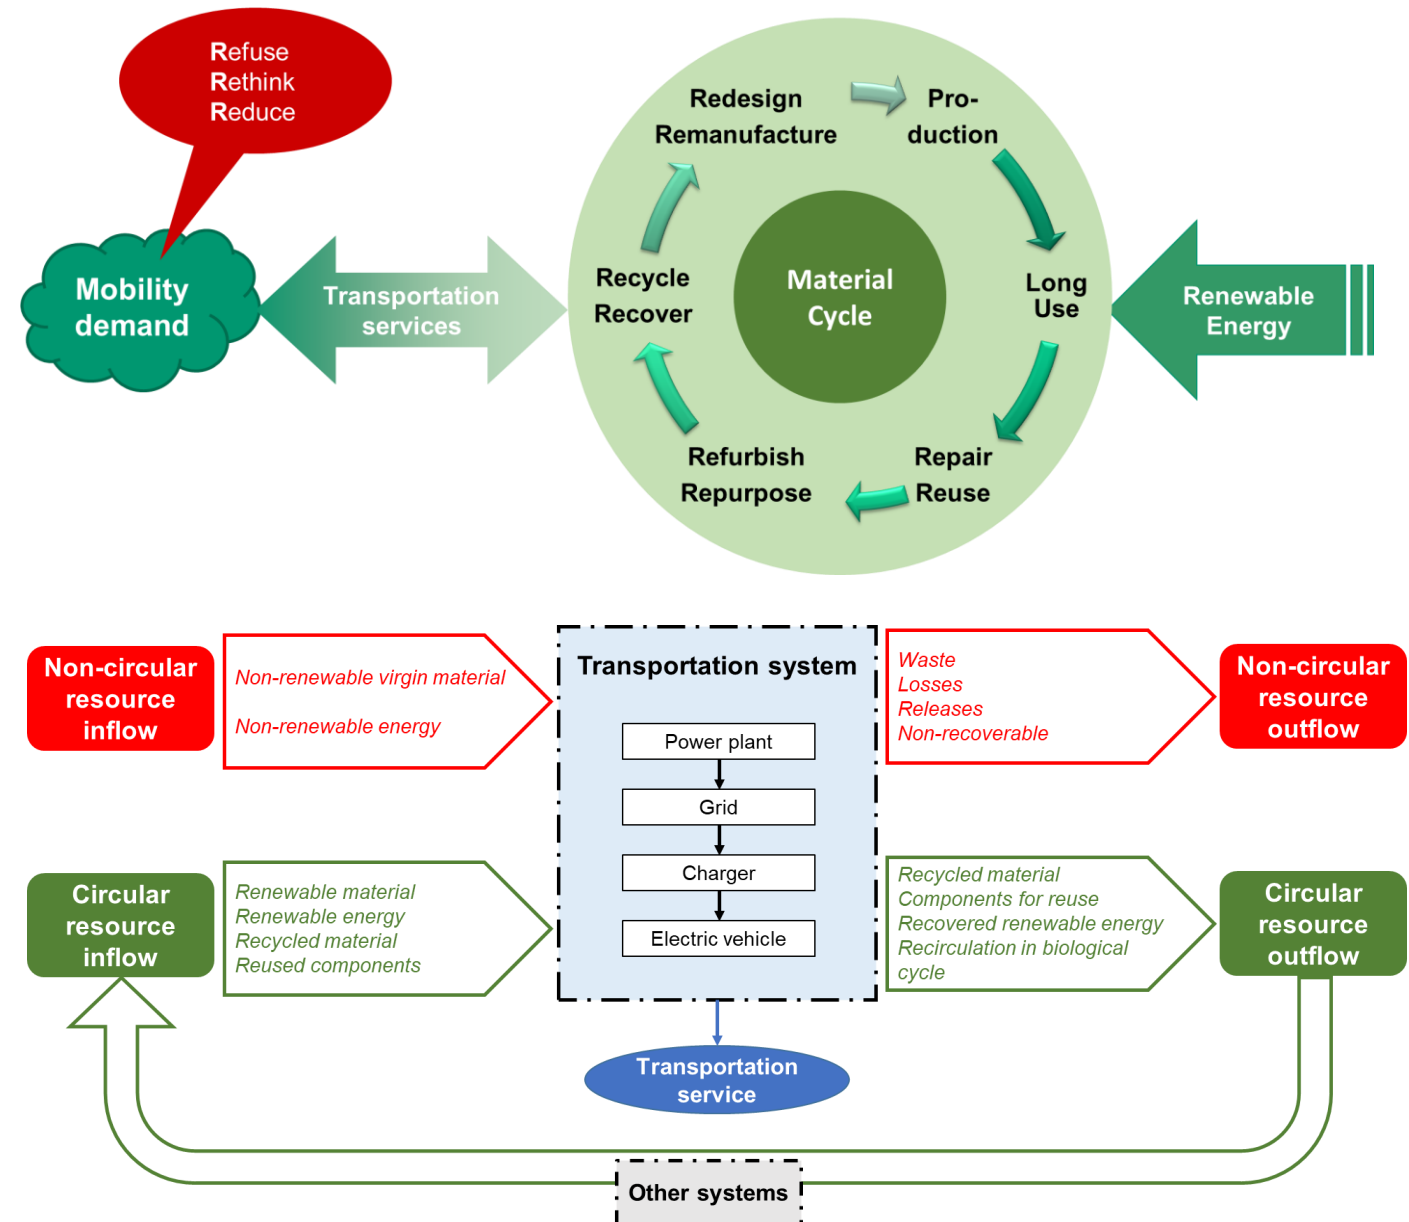 Refuse
Rethink
Reduce
Mobility
demand
Transportation
services
Redesign
Remanufacture
Pro-
duction
Long
Use
Repair
Reuse
Refurbish
Repurpose
Recycle
Recover
Material
Cycle
Renewable
Energy
Non-circular
resource
inflow
Non-renewable virgin material
Non-renewable energy
Transportation system
Power plant
Grid
Charger
Electric vehicle
Waste
Losses
Releases
Non-recoverable
Non-circular
resource
outflow
Circular
resource
inflow
Renewable material
Renewable energy
Recycled material
Reused components
Recycled material
Components for reuse
Recovered renewable energy
Recirculation in biological
cycle
Circular
resource
outflow
Transportation
service
Other systems